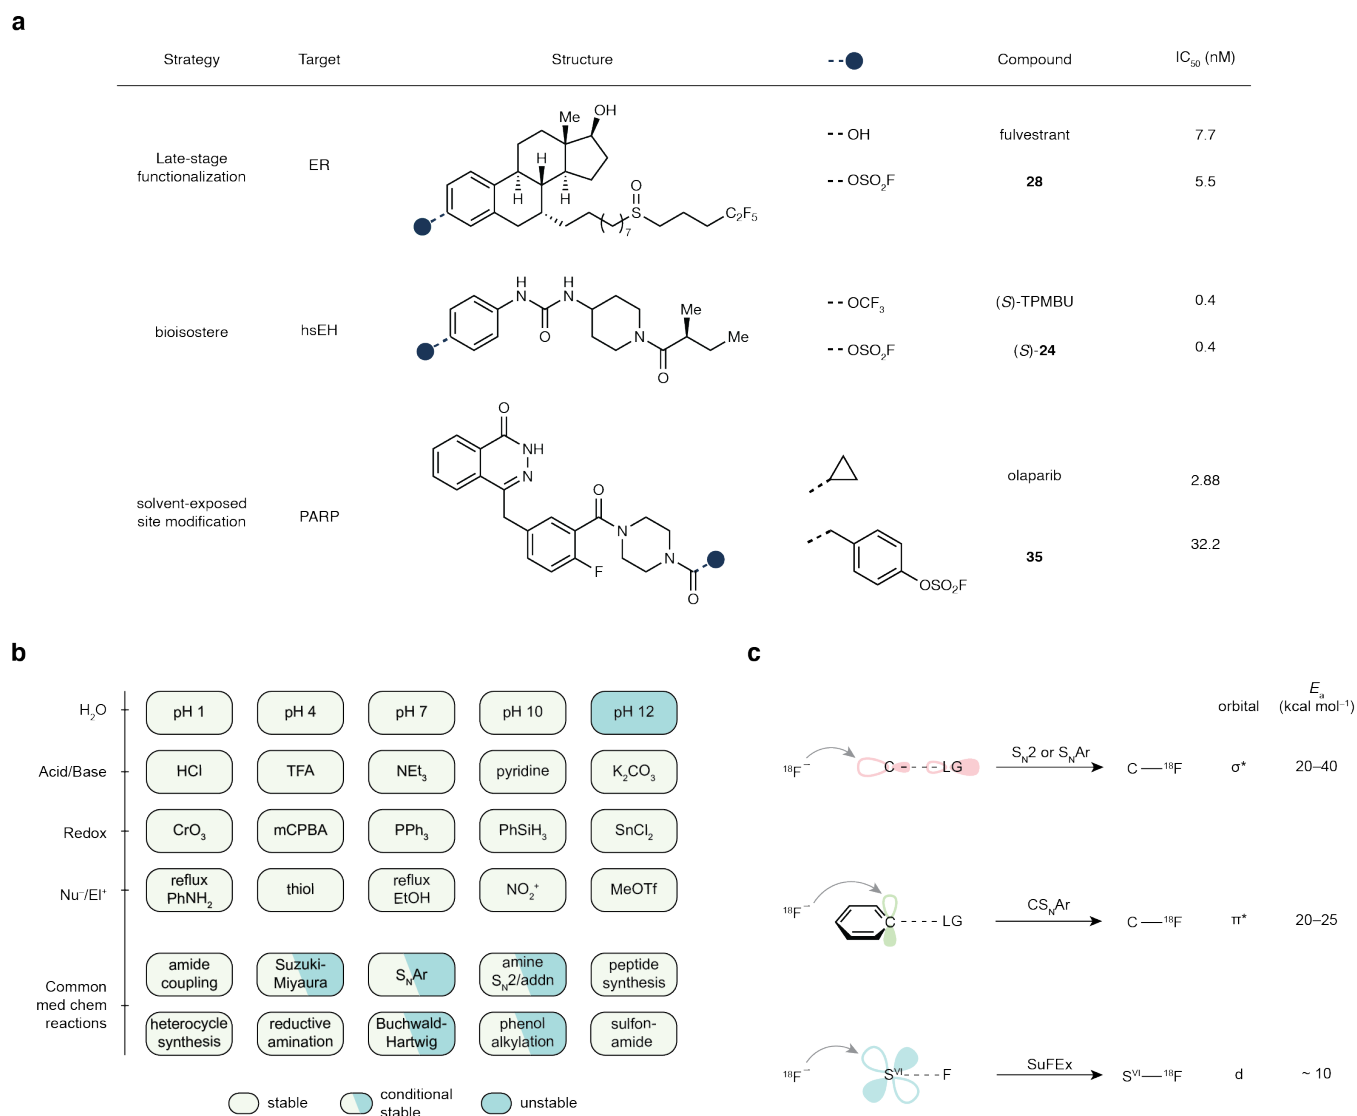 a
Strategy Target Structure Compound IC50 (nM)
Late-stage
functionalization
ER
Me
OH
H
H
H
O
S
C2F5
7
OH fulvestrant 7.7
OSO2F 28 5.5
bioisostere
hsEH
H
N
H
N
O
N
O
Me
Me
OCF3 (S)-TPMBU 0.4
OSO2F (S)-24 0.4
solvent-exposed
site modification
PARP
O
NH
N
O
N
N
F
O
olaparib 2.88
35 32.2
OSO2F
b
H2O pH 1 pH 4 pH 7 pH 10 pH 12
Acid/Base HCl TFA NEt3 pyridine K2CO3
Redox CrO3 mCPBA PPh3 PhSiH3 SnCl2
Nu–/El+
reflux
PhNH2
thiol
reflux
EtOH
NO2+
MeOTf
Common
med chem
reactions
amide
coupling
Suzuki-
Miyaura
SNAr
amine
SN2/addn
peptide
synthesis
heterocycle
synthesis
reductive
amination
Buchwald-
Hartwig
phenol
alkylation
sulfon-
amide
stable
conditional
stable
unstable
c
orbital
Ea
(kcal mol–1)
18F– C LG SN2 or SNAr C—18F σ* 20–40
18F– C LG CSNAr C—18F π* 20–25
18F– SVI F SuFEx SVI—18F d ~ 10